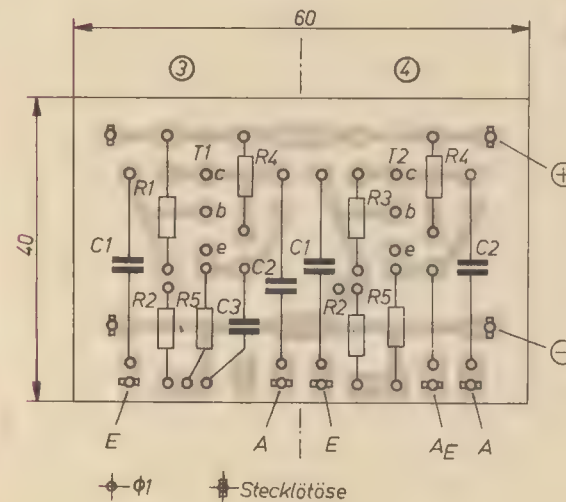 60
3 4
40
T1 R4 T2 R4
c c
R1 R3
b b
+
C1 e C1 e C2
C2
R2 R5 C3 R2 R5
−
E A E A_E A
ϕ1 Stecklötöse